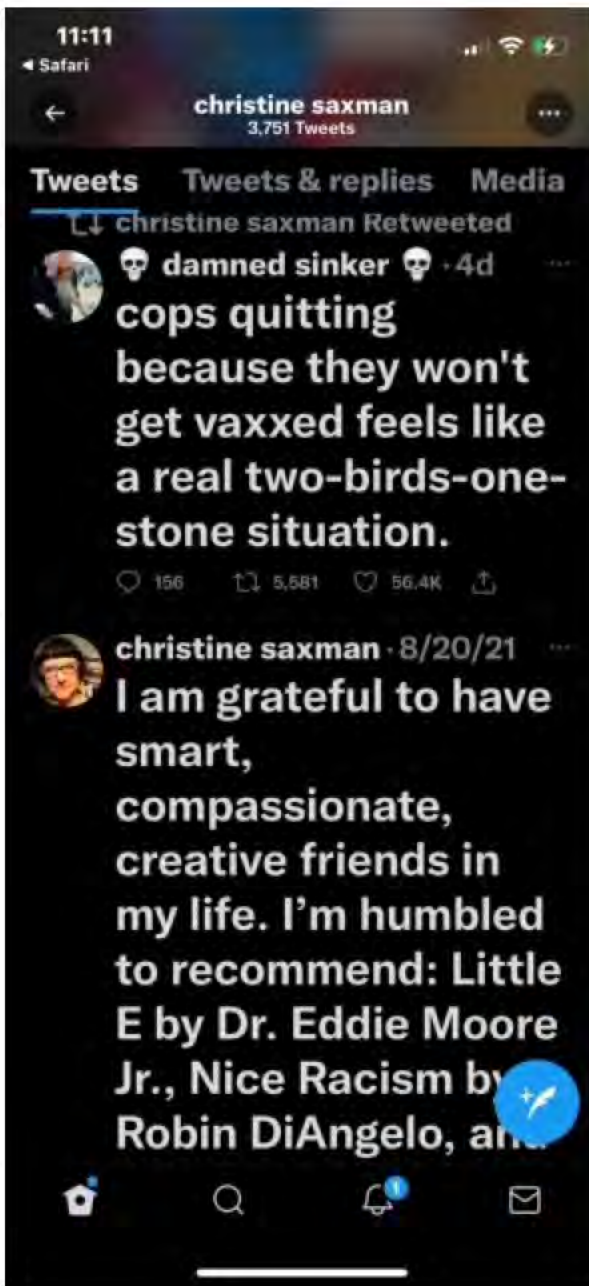 11:11
◄ Safari
christine saxman
3,751 Tweets
Tweets Tweets & replies Media
christine saxman Retweeted
💀 damned sinker 💀 · 4d
cops quitting
because they won't
get vaxxed feels like
a real two-birds-one-
stone situation.
156 5,581 56.4K
christine saxman · 8/20/21
I am grateful to have
smart,
compassionate,
creative friends in
my life. I'm humbled
to recommend: Little
E by Dr. Eddie Moore
Jr., Nice Racism by
Robin DiAngelo, and
1